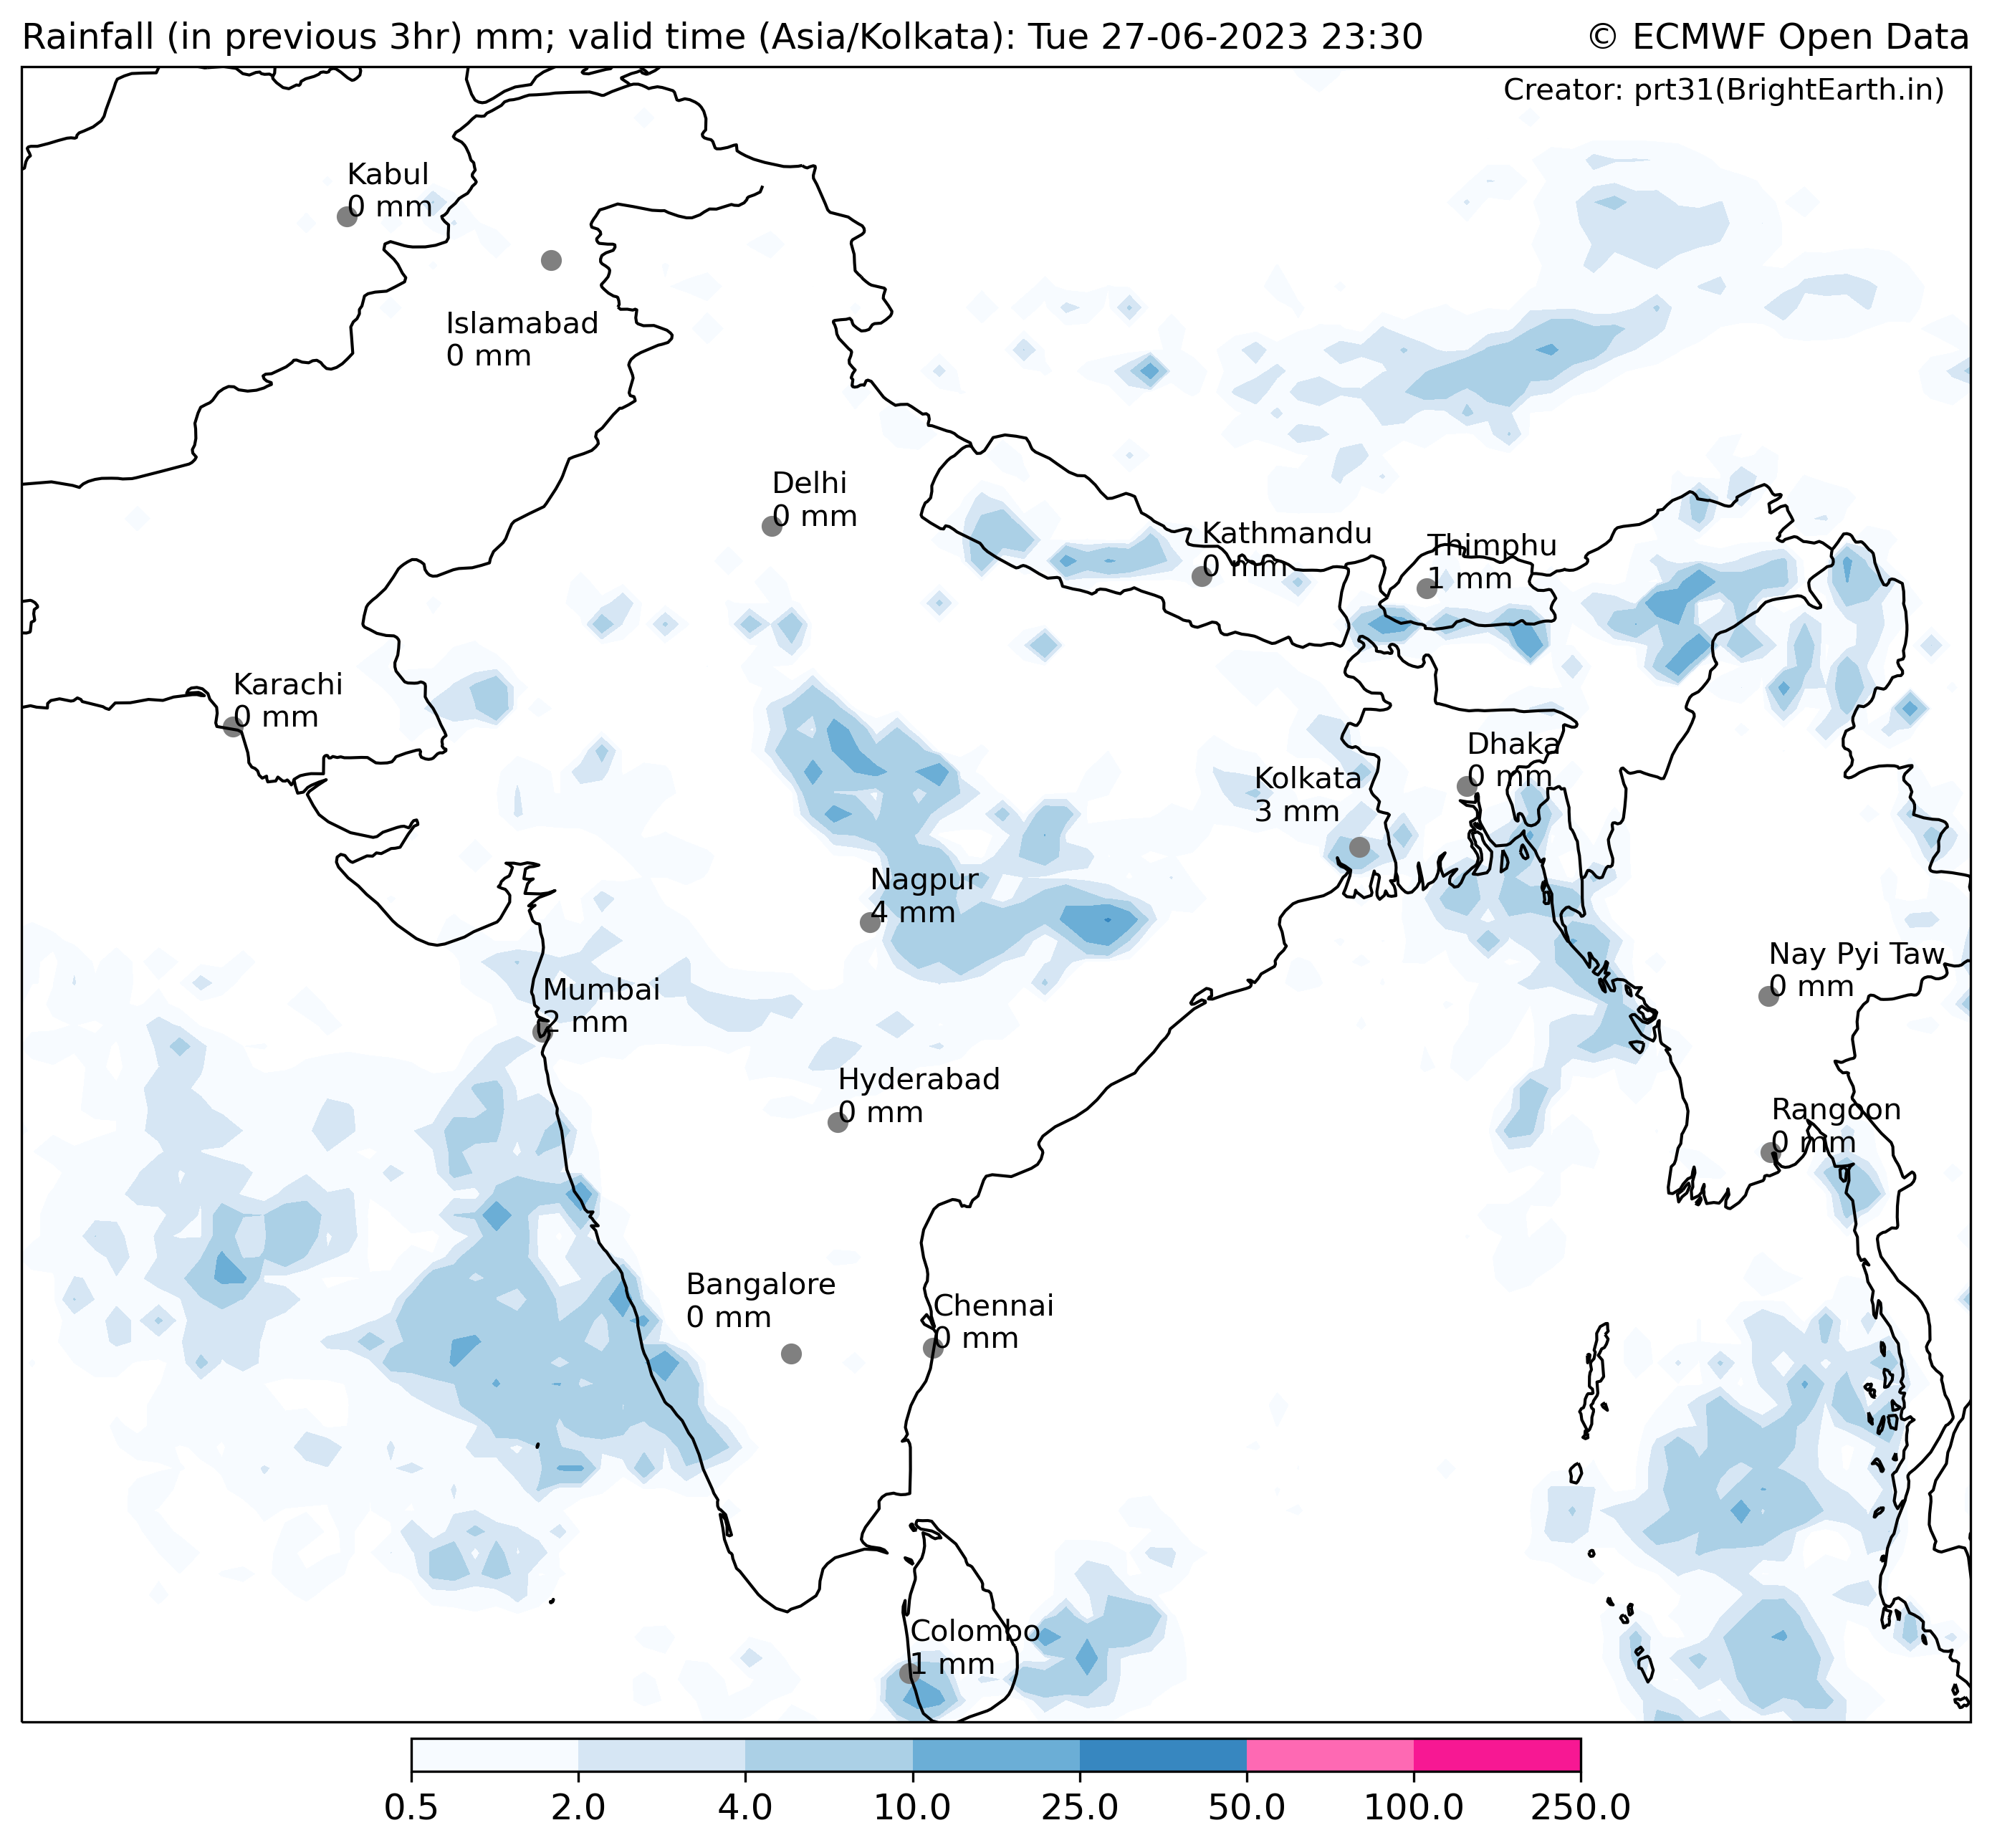 Rainfall (in previous 3hr) mm; valid time (Asia/Kolkata): Tue 27-06-2023 23:30
© ECMWF Open Data
Creator: prt31(BrightEarth.in)
Kabul
0 mm
Islamabad
0 mm
Delhi
0 mm
Kathmandu
0 mm
Thimphu
1 mm
Karachi
0 mm
Dhaka
0 mm
Kolkata
3 mm
Nagpur
4 mm
Nay Pyi Taw
0 mm
Mumbai
2 mm
Hyderabad
0 mm
Rangoon
0 mm
Bangalore
0 mm
Chennai
0 mm
Colombo
1 mm
0.5 2.0 4.0 10.0 25.0 50.0 100.0 250.0